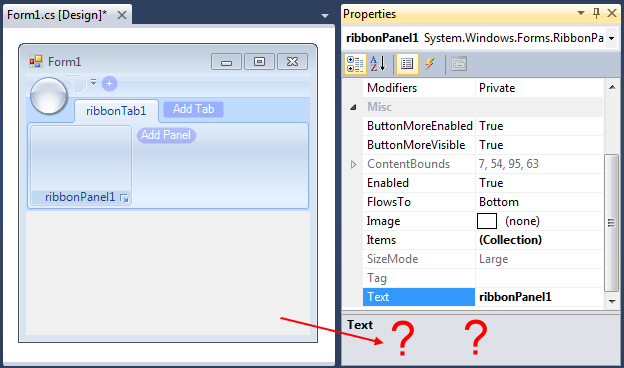 Form1.cs [Design]*
Form1
ribbonTab1 Add Tab
Add Panel
ribbonPanel1
Properties
ribbonPanel1 System.Windows.Forms.RibbonPa
Modifiers Private
Misc
ButtonMoreEnabled True
ButtonMoreVisible True
ContentBounds 7, 54, 95, 63
Enabled True
FlowsTo Bottom
Image (none)
Items (Collection)
SizeMode Large
Tag
Text ribbonPanel1
Text
? ?